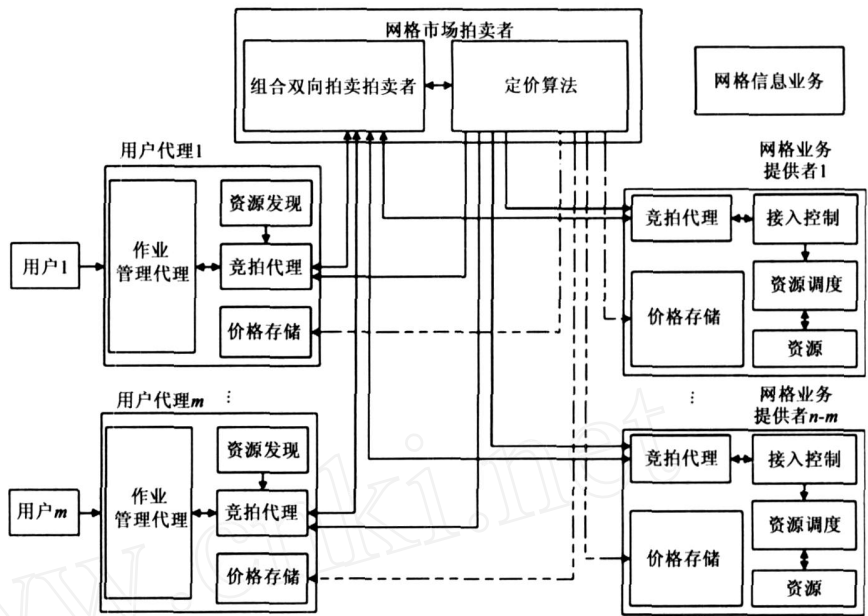 网格市场拍卖者
组合双向拍卖拍卖者
定价算法
网格信息业务
用户代理1
资源发现
作业
管理代理
竞拍代理
价格存储
用户1
网格业务
提供者1
竞拍代理
接入控制
资源调度
价格存储
资源
用户代理m
⋮
资源发现
作业
管理代理
竞拍代理
价格存储
用户m
⋮
网格业务
提供者n-m
竞拍代理
接入控制
资源调度
价格存储
资源
www.cnki.net